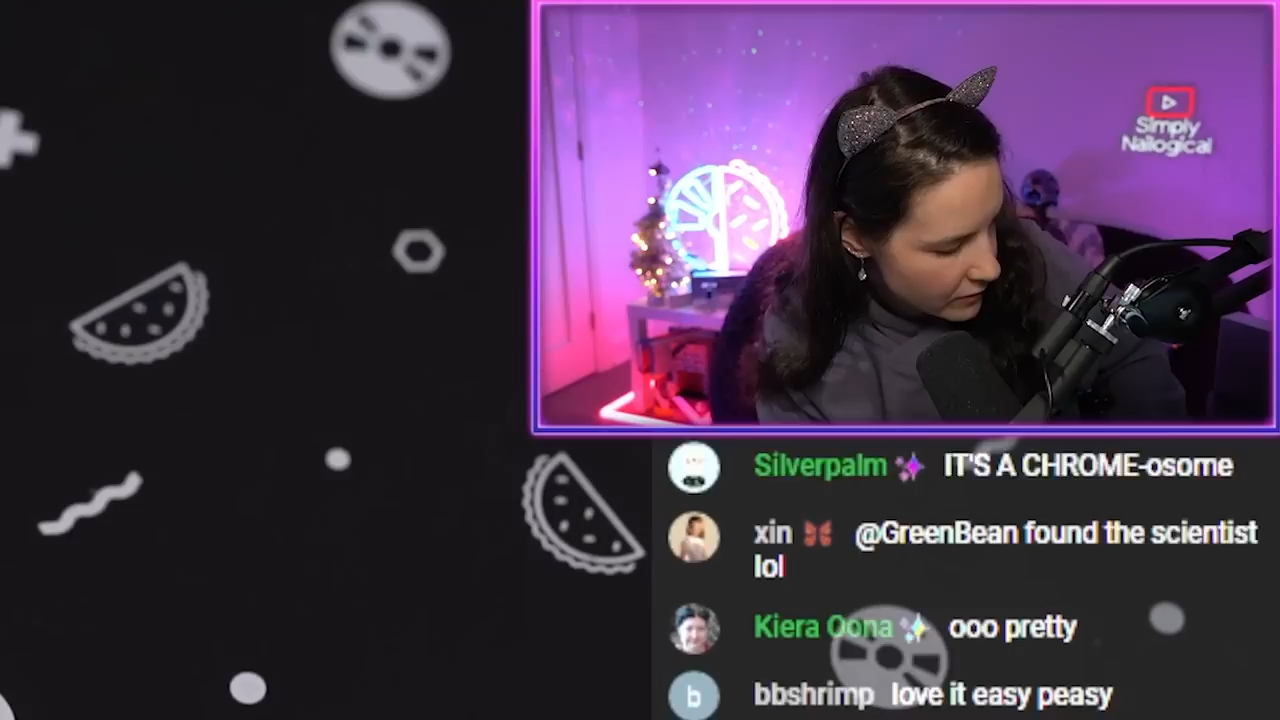 Simply
Nailogical
Silverpalm IT'S A CHROME-osome
xin @GreenBean found the scientist
lol
Kiera Oona ooo pretty
b bbshrimp love it easy peasy